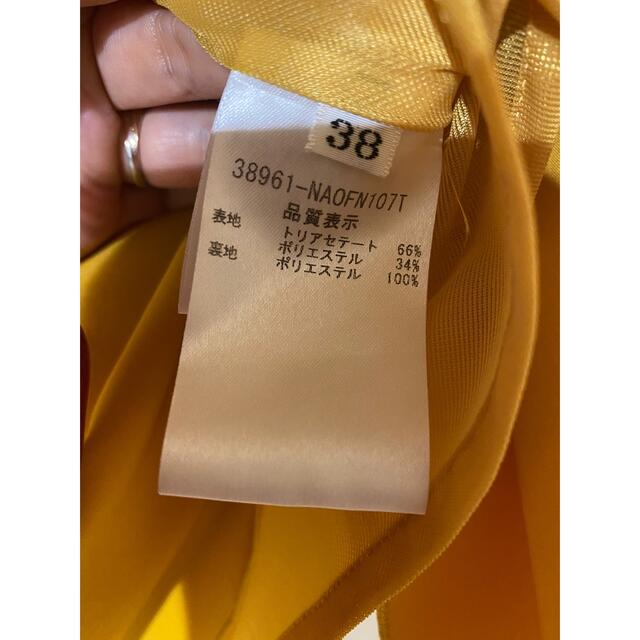 38
38961-NAOFN107T
品質表示
表地 トリアセテート 66%
ポリエステル 34%
裏地 ポリエステル 100%